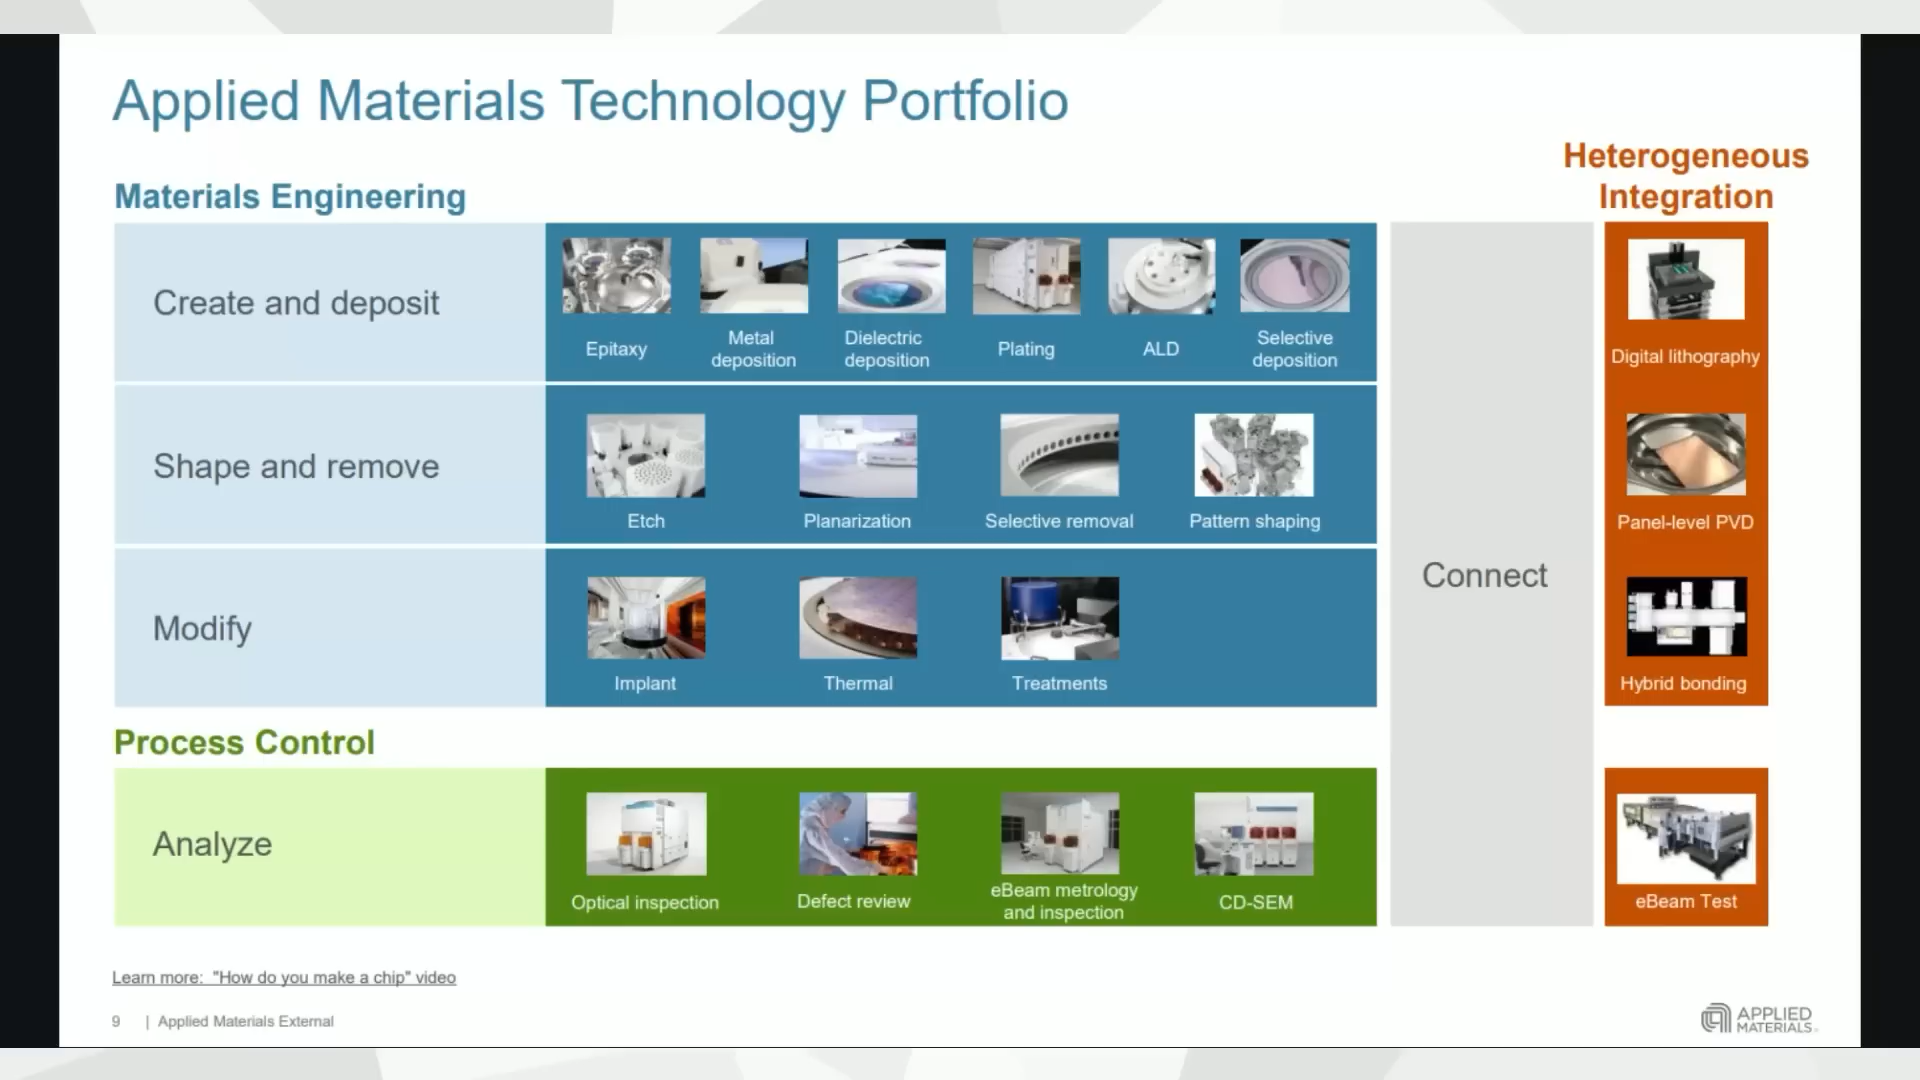 Applied Materials Technology Portfolio
Heterogeneous
Integration
Materials Engineering
Create and deposit
Epitaxy
Metal
deposition
Dielectric
deposition
Plating
ALD
Selective
deposition
Digital lithography
Shape and remove
Etch
Planarization
Selective removal
Pattern shaping
Panel-level PVD
Connect
Modify
Implant
Thermal
Treatments
Hybrid bonding
Process Control
Analyze
Optical inspection
Defect review
eBeam metrology
and inspection
CD-SEM
eBeam Test
Learn more: "How do you make a chip" video
9 | Applied Materials External
APPLIED
MATERIALS